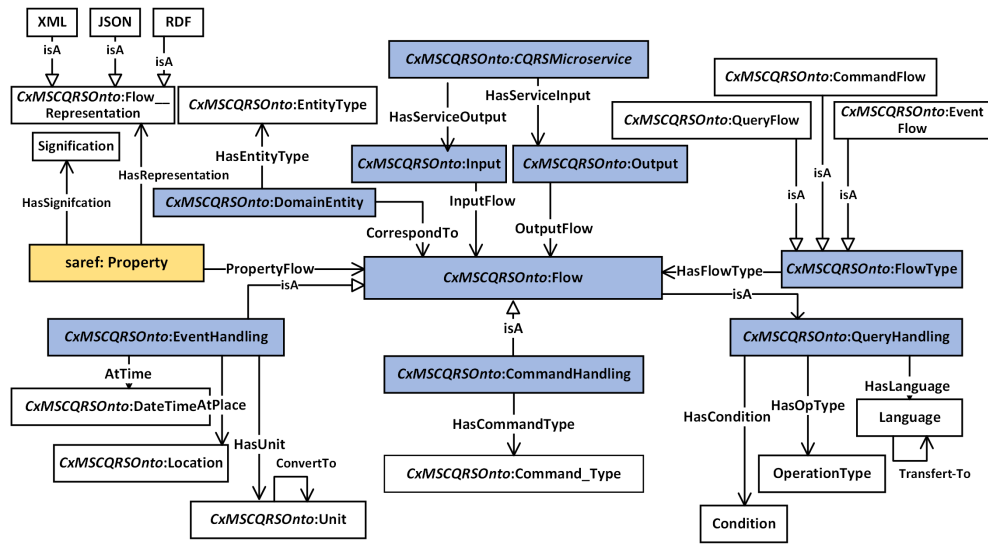 XML
JSON
RDF
isA
isA
isA
CxMSCQRSOnto:Flow__
Representation
CxMSCQRSOnto:EntityType
CxMSCQRSOnto:CQRSMicroservice
HasServiceInput
HasServiceOutput
CxMSCQRSOnto:CommandFlow
CxMSCQRSOnto:QueryFlow
CxMSCQRSOnto:Event
Flow
Signification
HasEntityType
HasRepresentation
HasSignifcation
CxMSCQRSOnto:Input
CxMSCQRSOnto:Output
isA
isA
isA
CxMSCQRSOnto:DomainEntity
InputFlow
OutputFlow
CorrespondTo
saref: Property
PropertyFlow
isA
CxMSCQRSOnto:Flow
HasFlowType
CxMSCQRSOnto:FlowType
isA
isA
CxMSCQRSOnto:EventHandling
CxMSCQRSOnto:QueryHandling
CxMSCQRSOnto:CommandHandling
AtTime
CxMSCQRSOnto:DateTime
AtPlace
HasUnit
HasCommandType
HasCondition
HasOpType
HasLanguage
Language
Transfert-To
CxMSCQRSOnto:Location
ConvertTo
CxMSCQRSOnto:Command_Type
OperationType
CxMSCQRSOnto:Unit
Condition